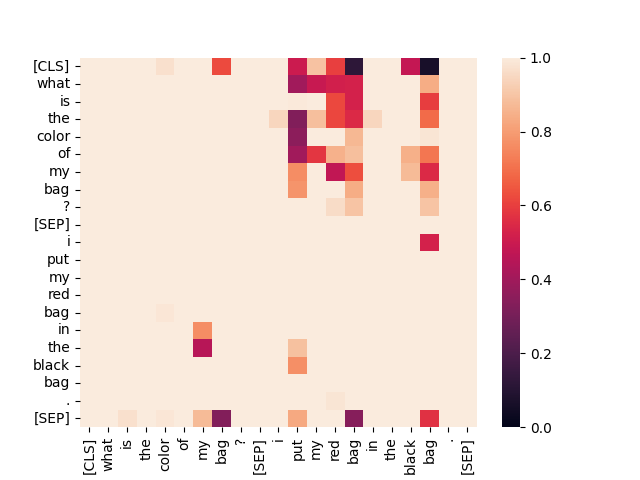 [CLS]
what
is
the
color
of
my
bag
?
[SEP]
i
put
my
red
bag
in
the
black
bag
.
[SEP]
[CLS]
what
is
the
color
of
my
bag
?
[SEP]
i
put
my
red
bag
in
the
black
bag
.
[SEP]
1.0
0.8
0.6
0.4
0.2
0.0